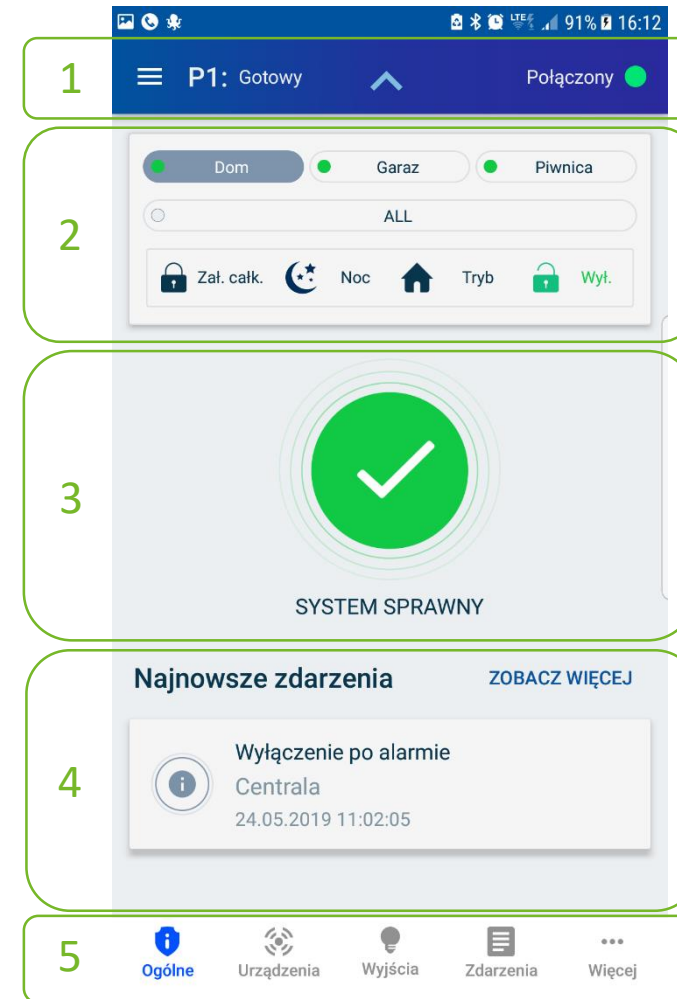 LTE 91% 16:12
1
P1: Gotowy Połączony
2
Dom Garaz Piwnica
ALL
Zał. całk. Noc Tryb Wył.
3
SYSTEM SPRAWNY
4
Najnowsze zdarzenia ZOBACZ WIĘCEJ
Wyłączenie po alarmie
Centrala
24.05.2019 11:02:05
5
Ogólne Urządzenia Wyjścia Zdarzenia Więcej